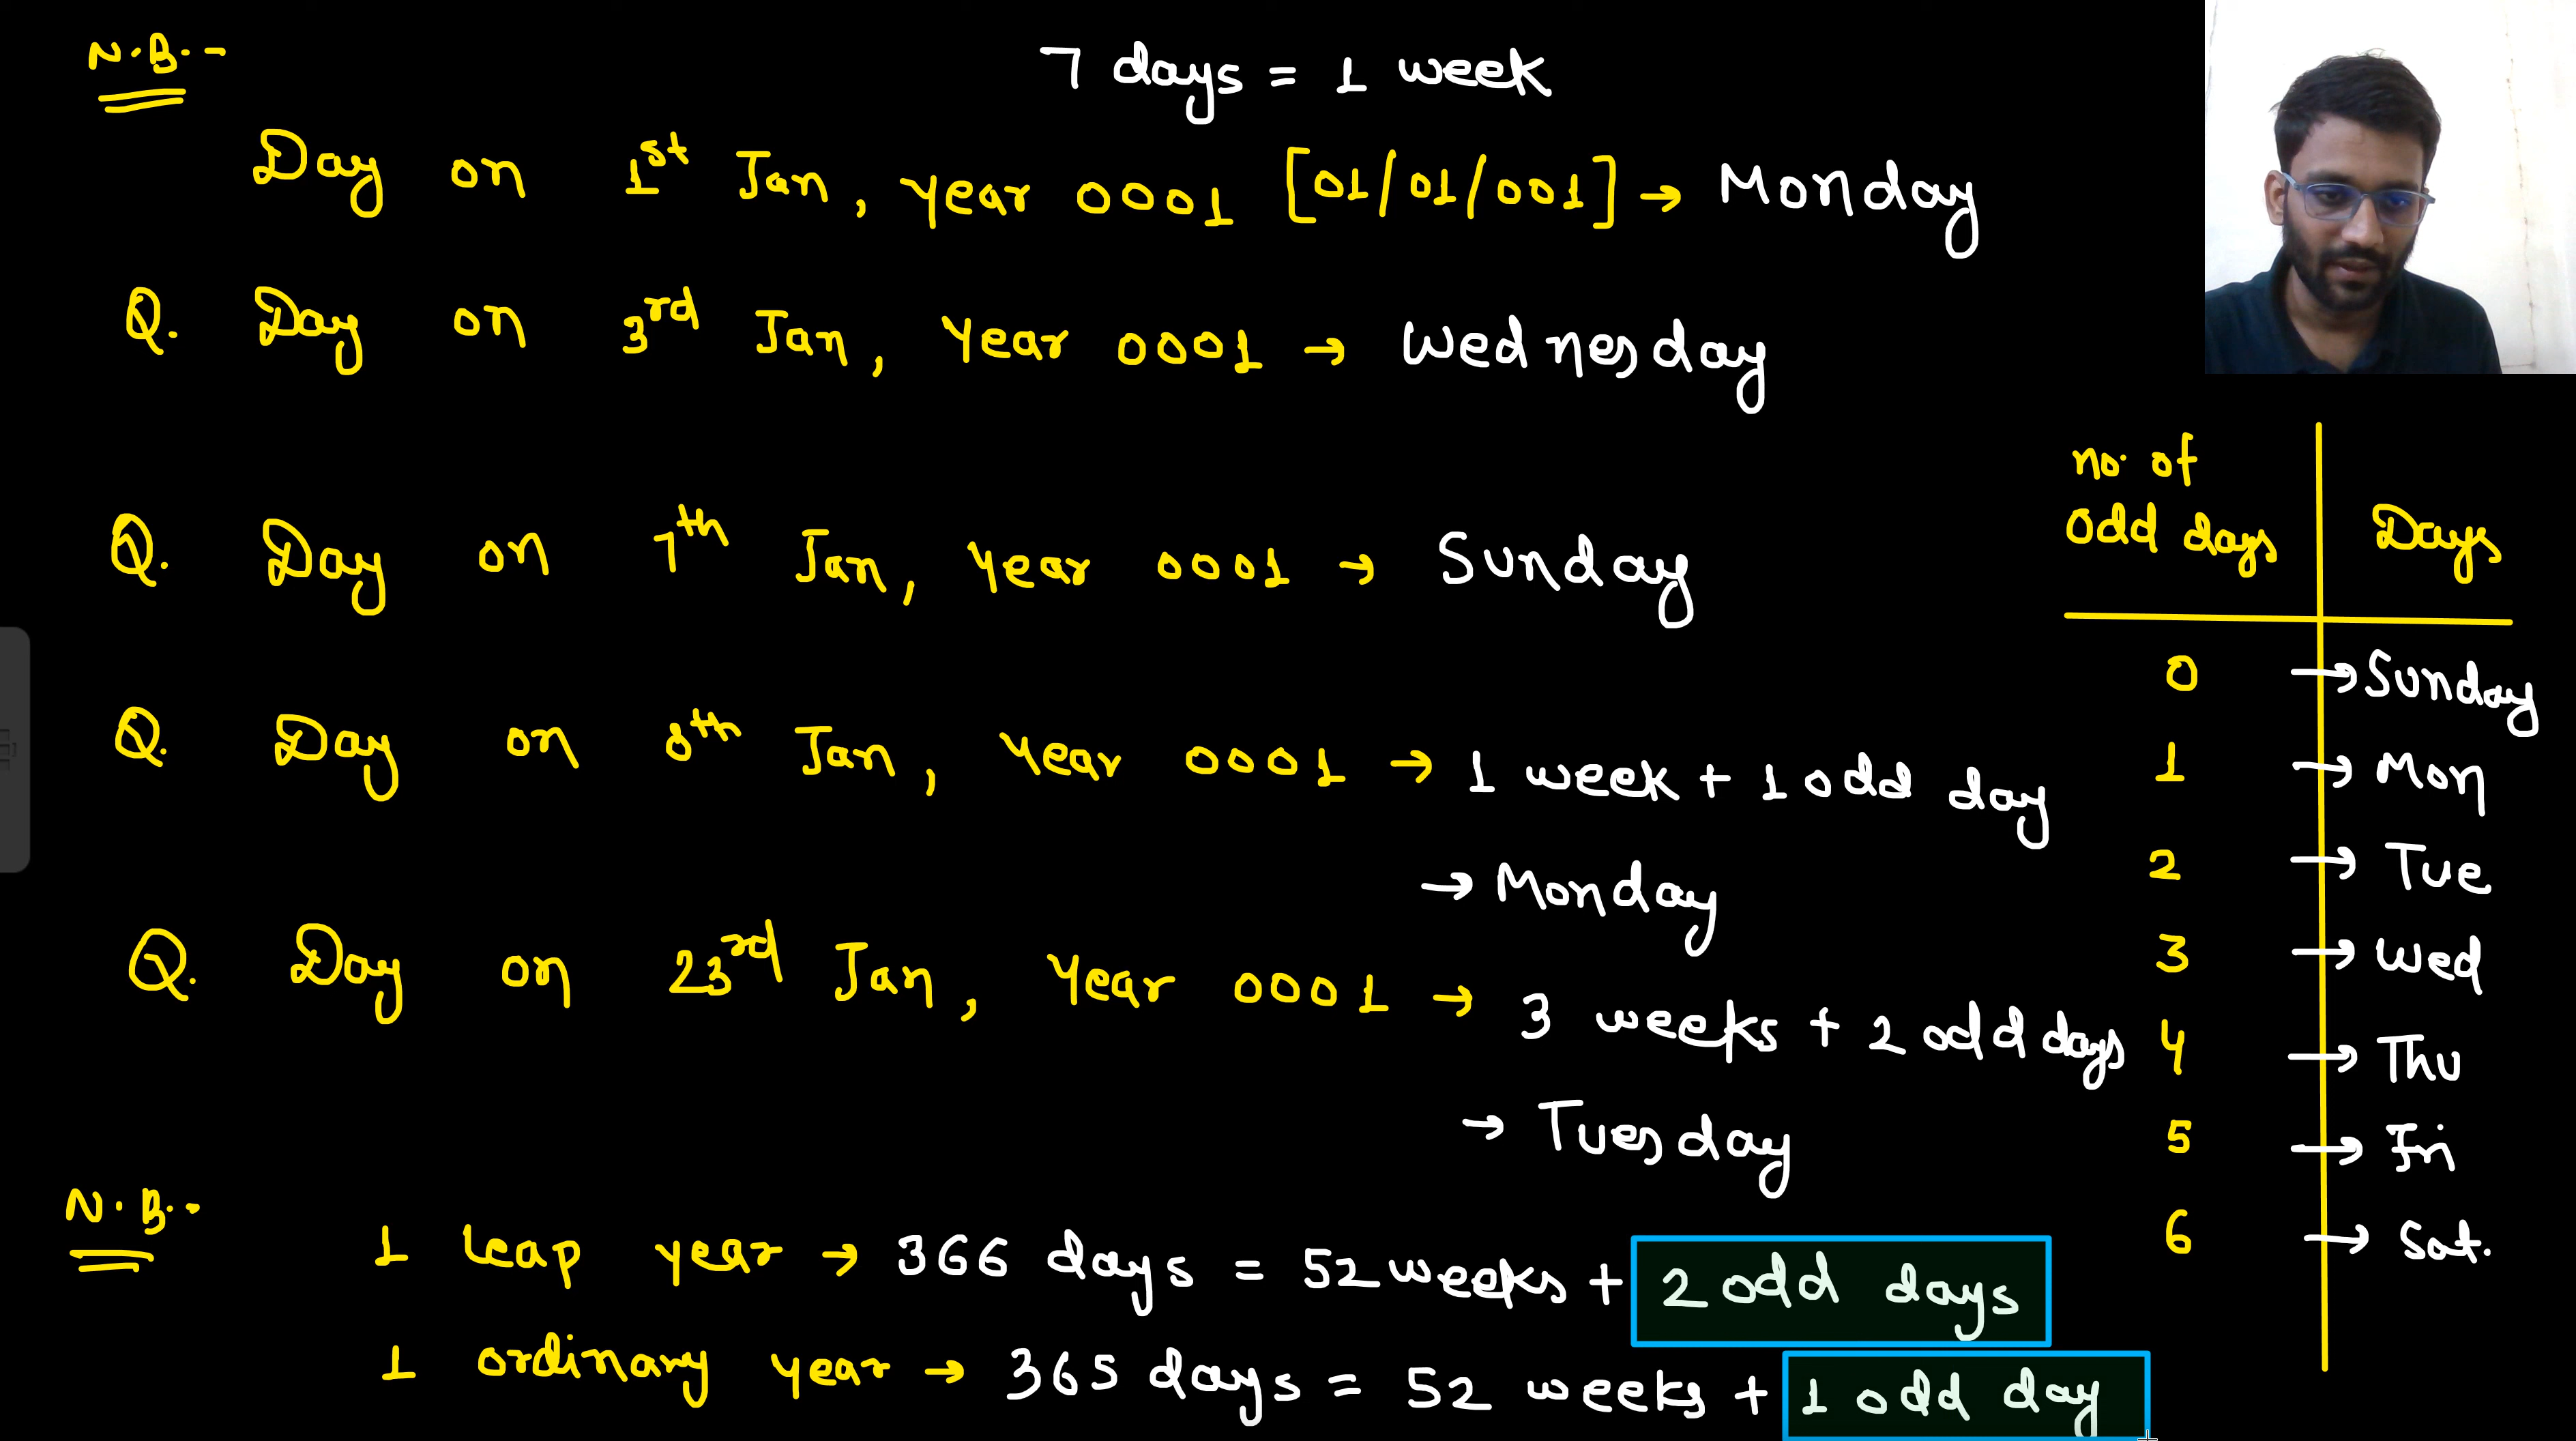 N.B.-
7 days = 1 week
Day on 1st Jan, year 0001 [01/01/001] → Monday
Q. Day on 3rd Jan, Year 0001 → Wednesday
Q. Day on 7th Jan, Year 0001 → Sunday
Q. Day on 8th Jan, Year 0001 → 1 week + 1 odd day
→ Monday
Q. Day on 23rd Jan, Year 0001 → 3 weeks + 2 odd days
→ Tuesday
N.B.-
1 leap year → 366 days = 52 weeks + 2 odd days
1 ordinary year → 365 days = 52 weeks + 1 odd day
no. of odd days Days
0 → Sunday
1 → Mon
2 → Tue
3 → Wed
4 → Thu
5 → Fri
6 → Sat.